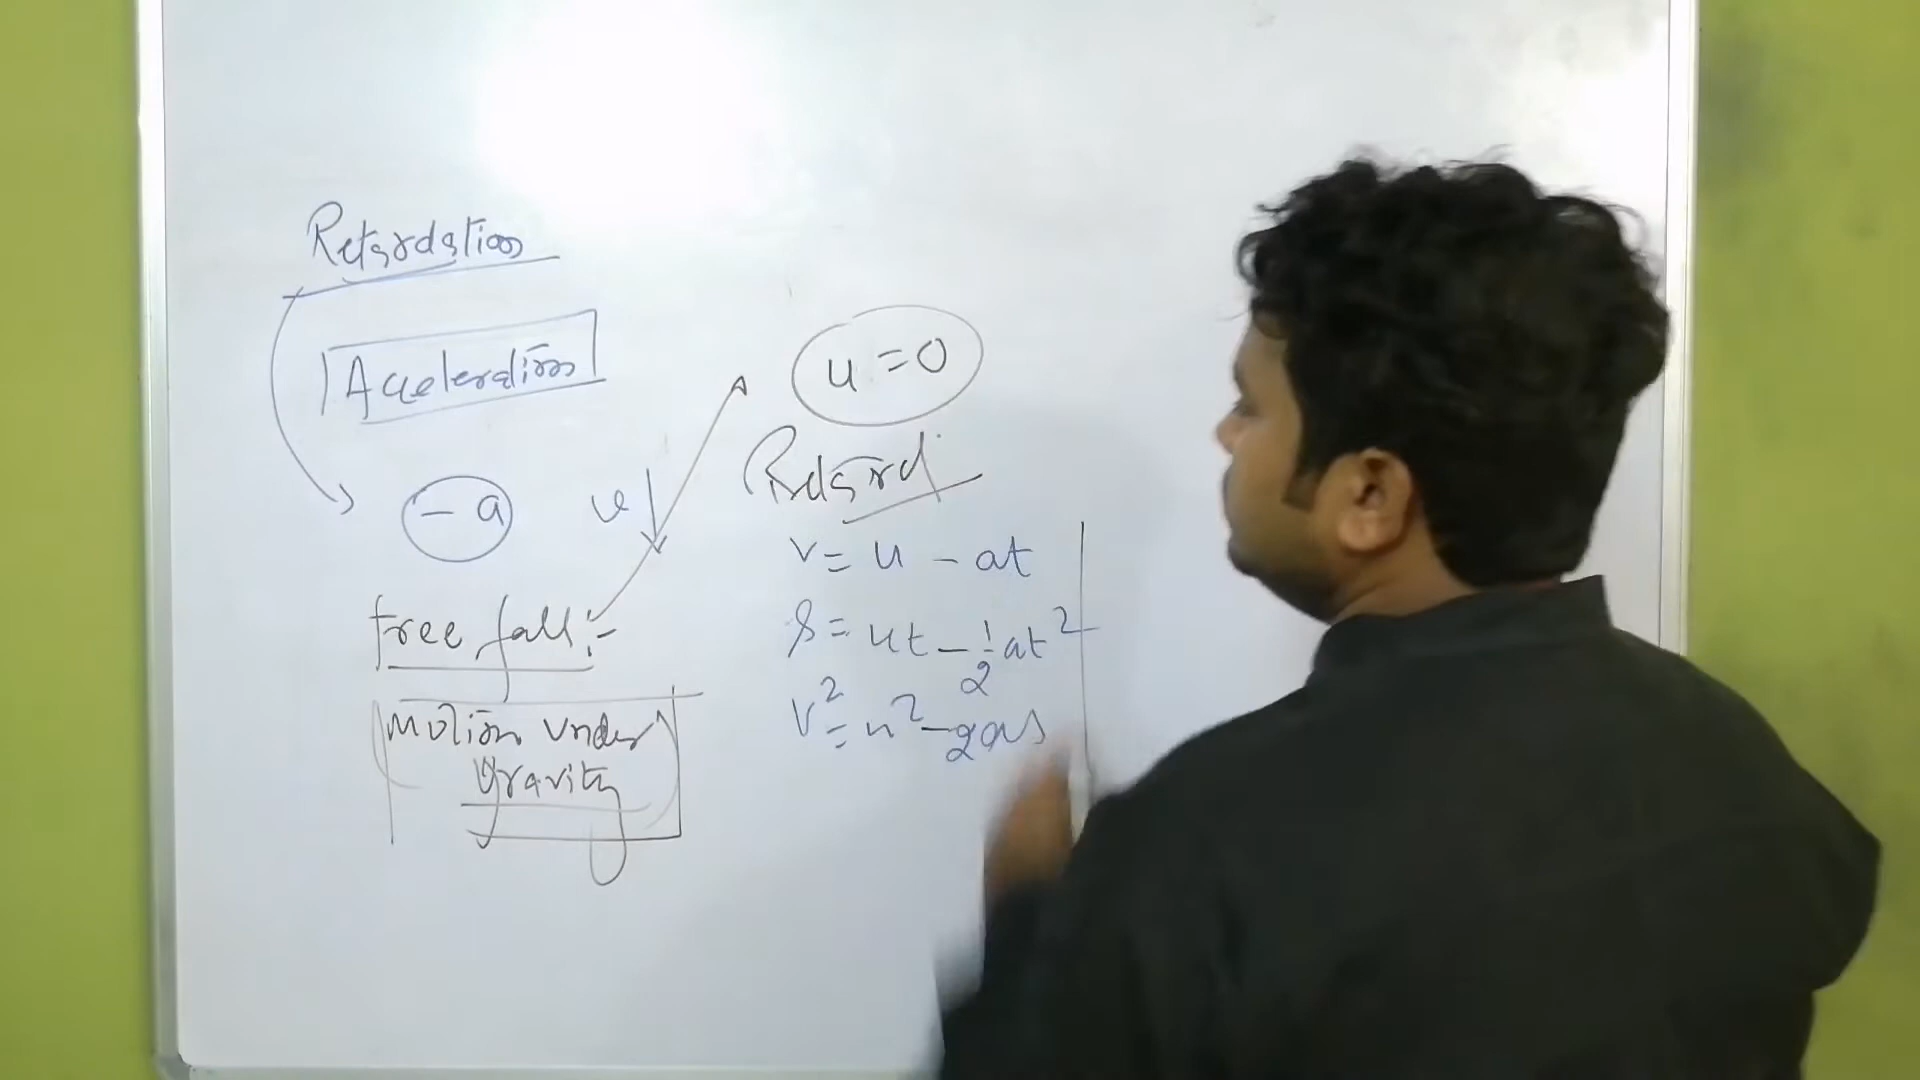 Retardation
Acceleration
- a
v
free fall :-
Motion Under
Gravity
u = 0
Retard
v = u - at
s = ut - 1/2 at²
v² = u² - 2as